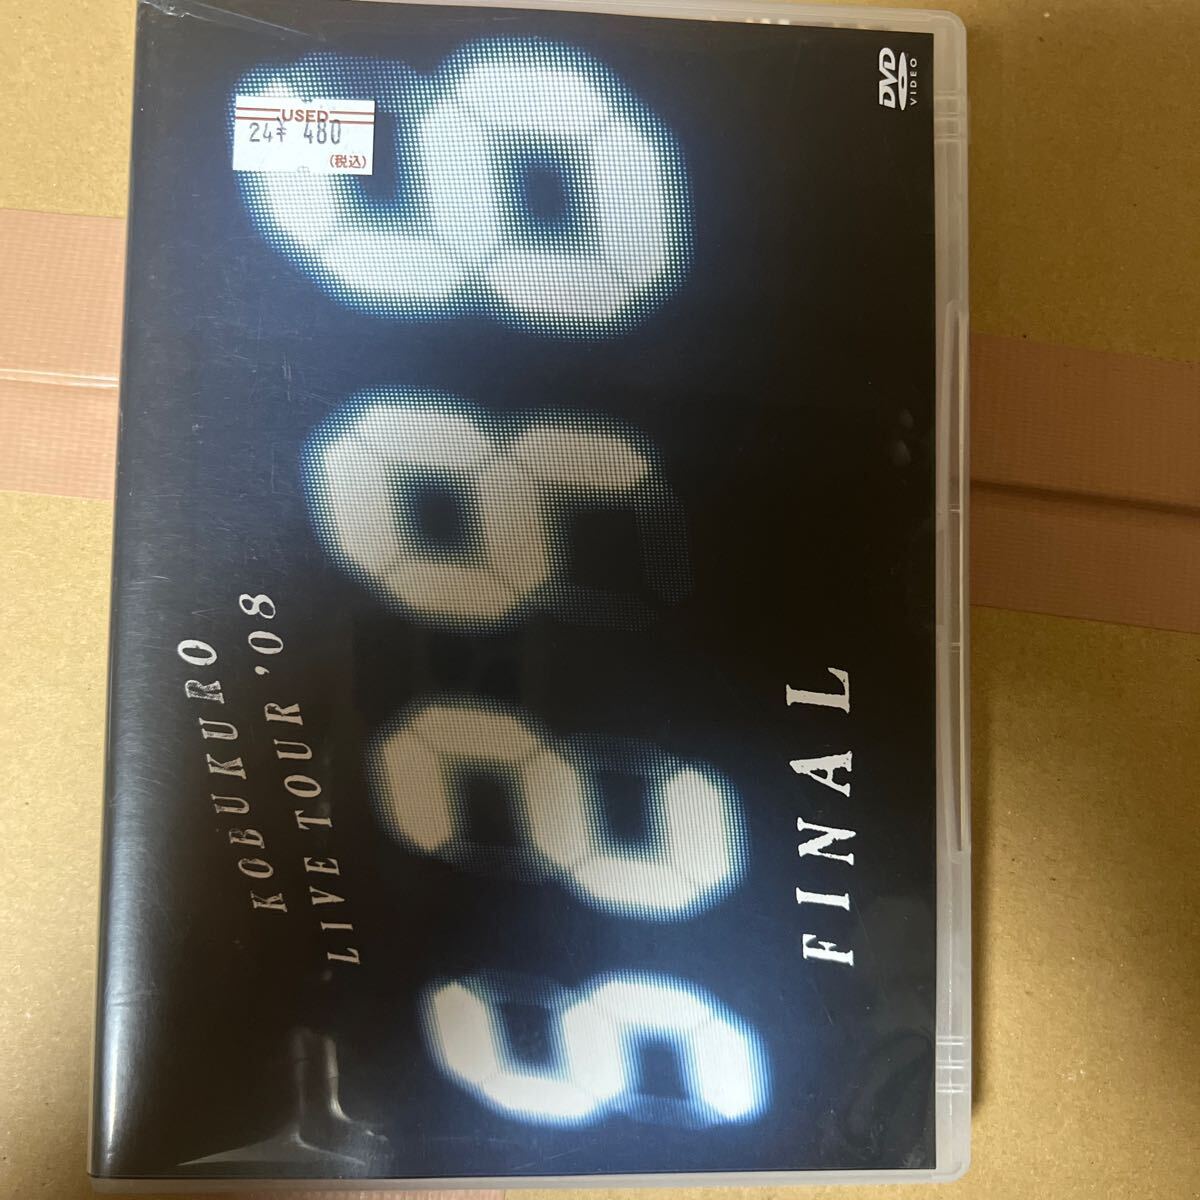 KOBUKURO
LIVE TOUR '08
5296
FINAL
USED
24¥ 480
(税込)
DVD
VIDEO